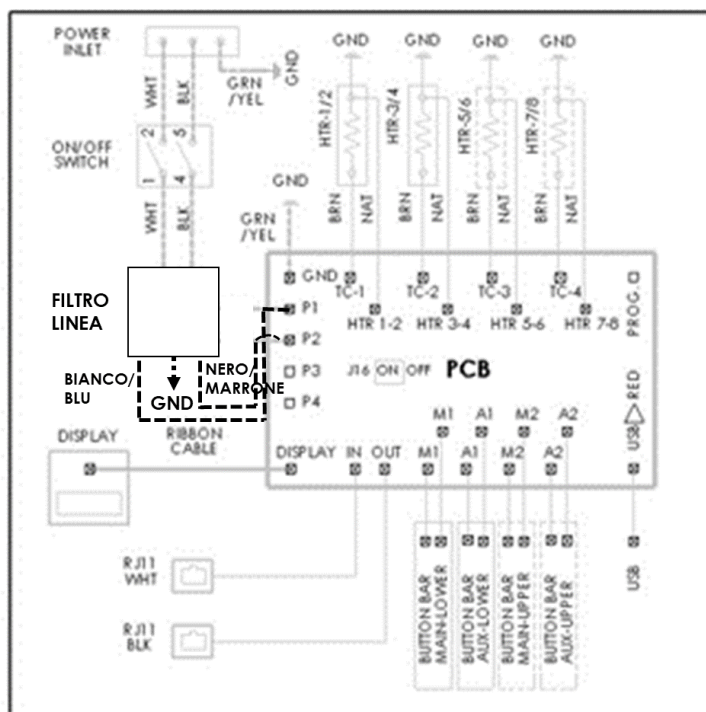 POWER
INLET
WHT
BLK
GRN
/YEL
GND
ON/OFF
SWITCH
2
5
1
4
WHT
BLK
GND
GRN
/YEL
GND
GND
GND
GND
HTR-1/2
HTR-3/4
HTR-5/6
HTR-7/8
BRN
NAT
BRN
NAT
BRN
NAT
BRN
NAT
FILTRO
LINEA
BIANCO/
BLU
NERO/
MARRONE
GND
GND
TC-1
TC-2
TC-3
TC-4
PROG.
P1
HTR 1-2
HTR 3-4
HTR 5-6
HTR 7-8
P2
P3
J16 ON OFF
PCB
P4
RED
USB
M1
A1
M2
A2
DISPLAY
RIBBON
CABLE
DISPLAY
IN
OUT
M1
A1
M2
A2
RJ11
WHT
RJ11
BLK
BUTTON BAR
MAIN-LOWER
BUTTON BAR
AUX-LOWER
BUTTON BAR
MAIN-UPPER
BUTTON BAR
AUX-UPPER
USB